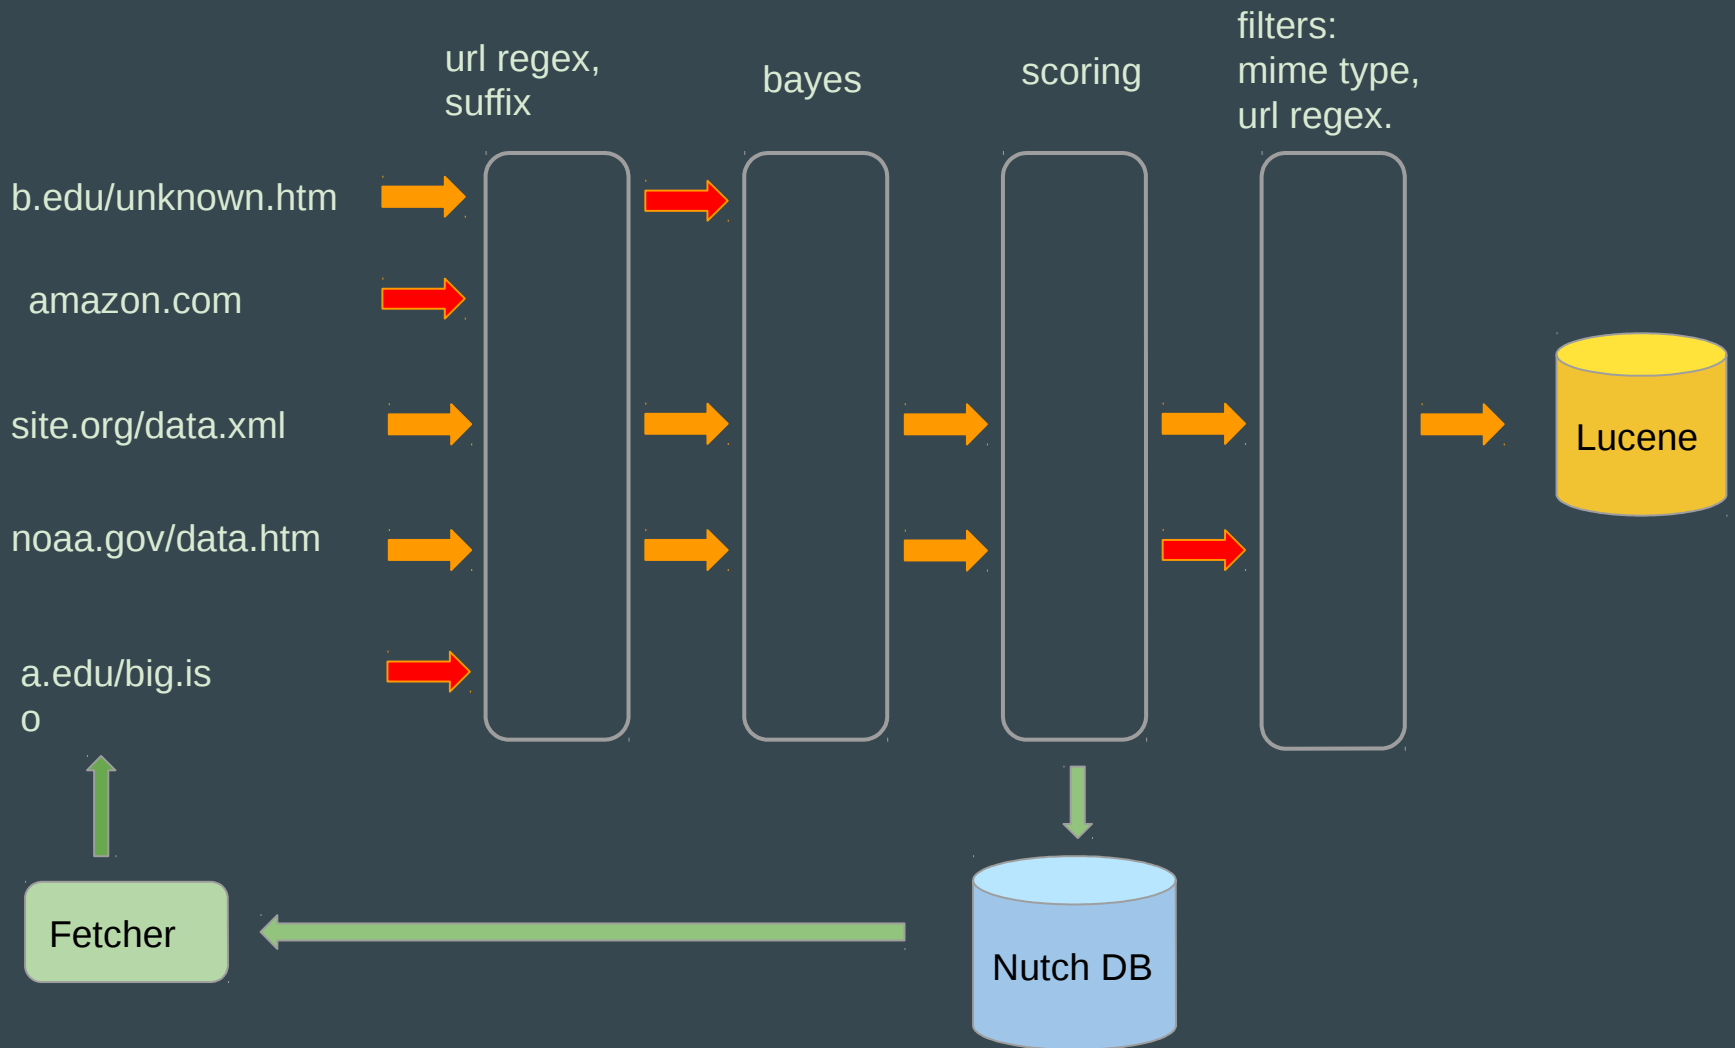 url regex,
suffix
bayes
scoring
filters:
mime type,
url regex.
b.edu/unknown.htm
amazon.com
site.org/data.xml
noaa.gov/data.htm
a.edu/big.is
o
Lucene
Fetcher
Nutch DB